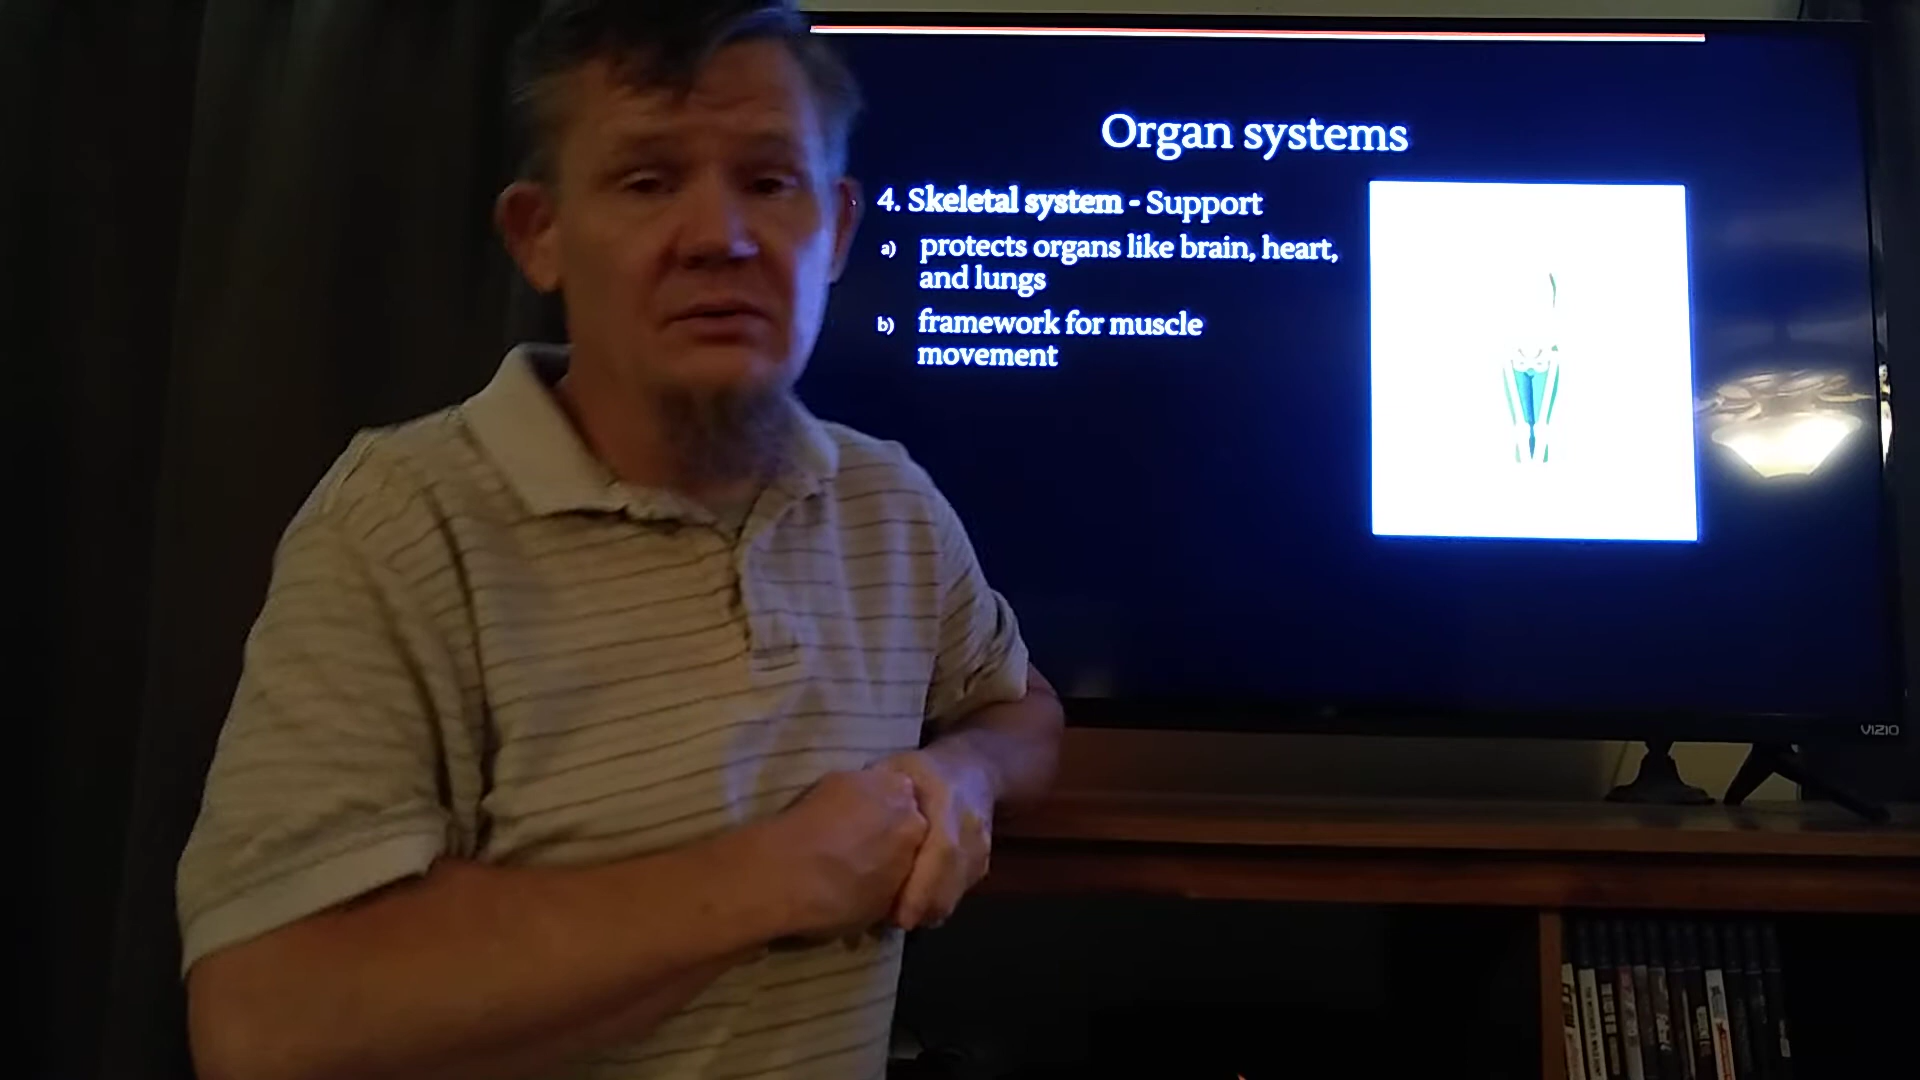 Organ systems
4. Skeletal system - Support
a) protects organs like brain, heart,
and lungs
b) framework for muscle
movement
VIZIO